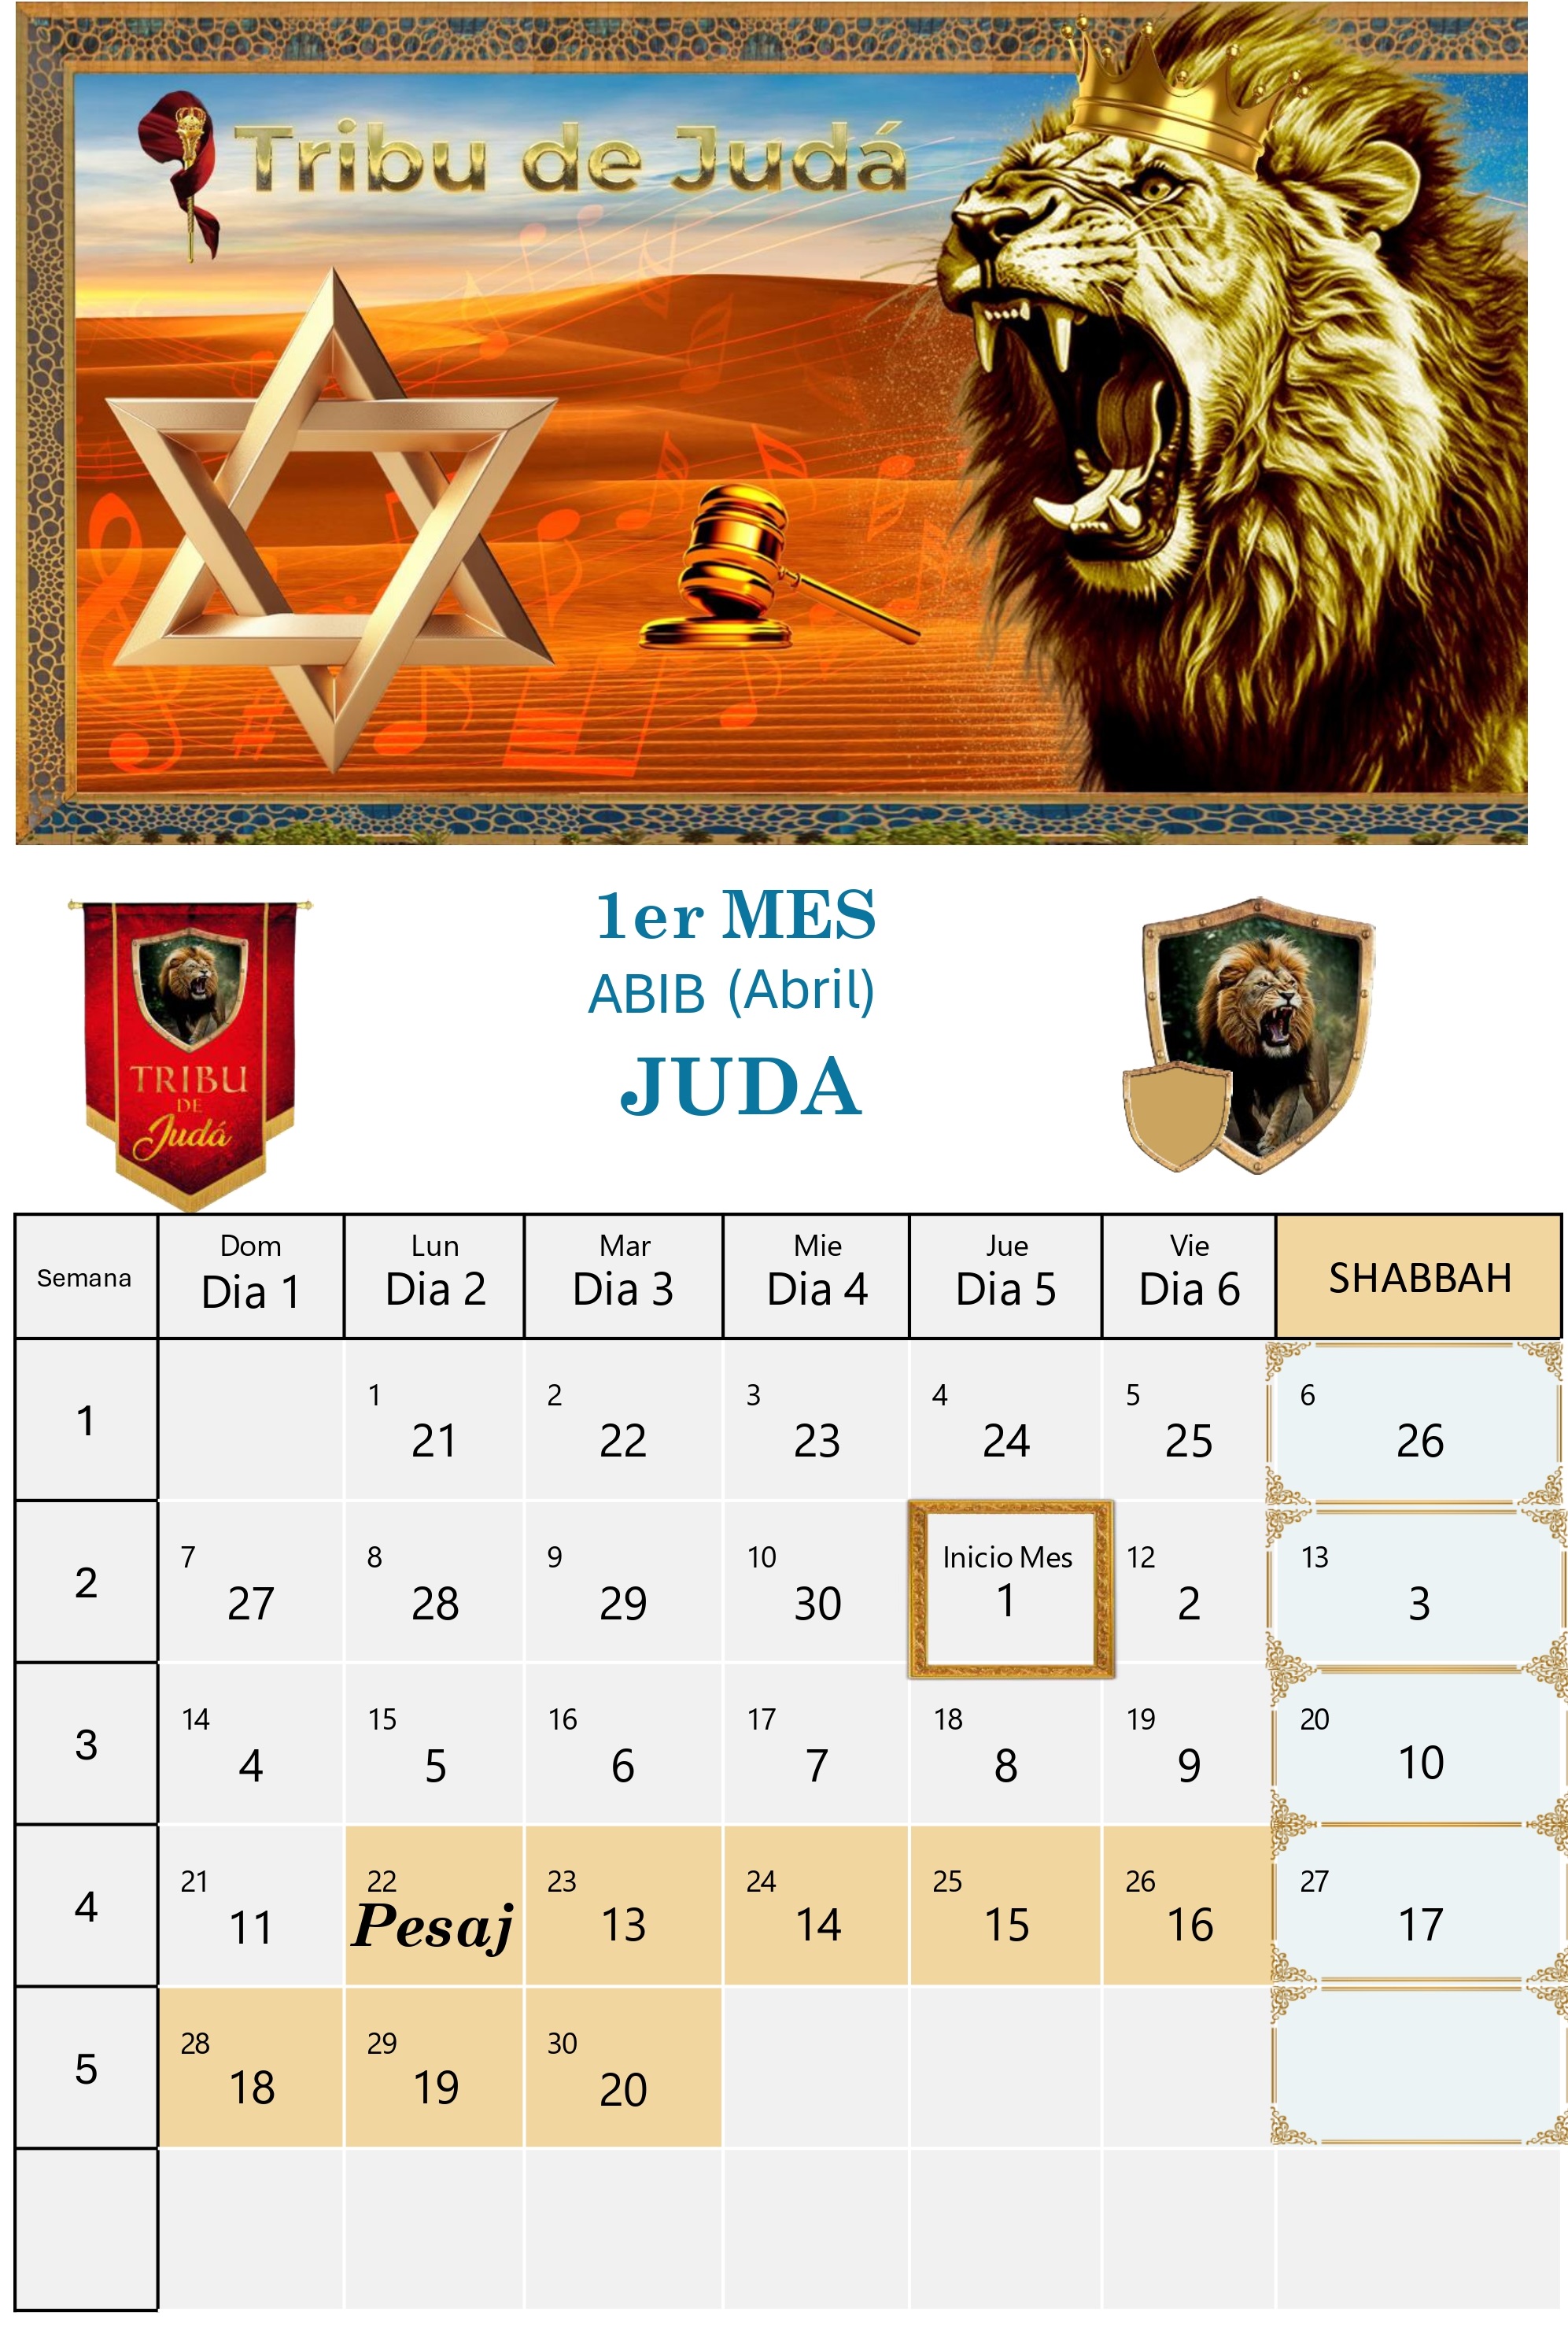 Tribu de Judá
1er MES
ABIB (Abril)
JUDA
TRIBU
DE
Judá
Semana
Dom
Dia 1
Lun
Dia 2
Mar
Dia 3
Mie
Dia 4
Jue
Dia 5
Vie
Dia 6
SHABBAH
1
1 21
2 22
3 23
4 24
5 25
6 26
2
7 27
8 28
9 29
10 30
Inicio Mes
1
12 2
13 3
3
14 4
15 5
16 6
17 7
18 8
19 9
20 10
4
21 11
22
Pesaj
23 13
24 14
25 15
26 16
27 17
5
28 18
29 19
30 20